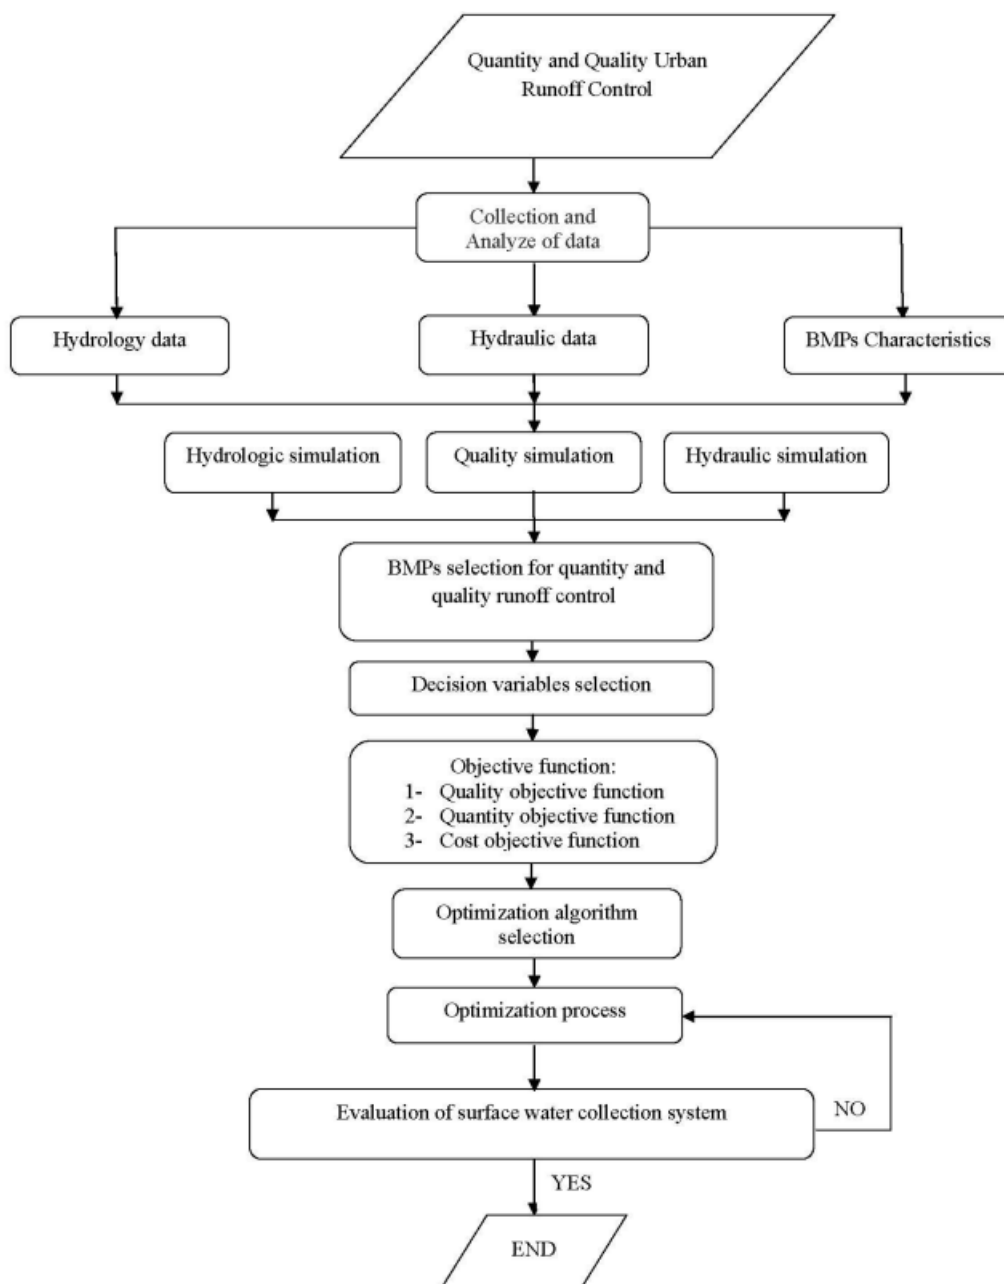 Quantity and Quality Urban
Runoff Control
Collection and
Analyze of data
Hydrology data
Hydraulic data
BMPs Characteristics
Hydrologic simulation
Quality simulation
Hydraulic simulation
BMPs selection for quantity and
quality runoff control
Decision variables selection
Objective function:
1- Quality objective function
2- Quantity objective function
3- Cost objective function
Optimization algorithm
selection
Optimization process
Evaluation of surface water collection system
NO
YES
END